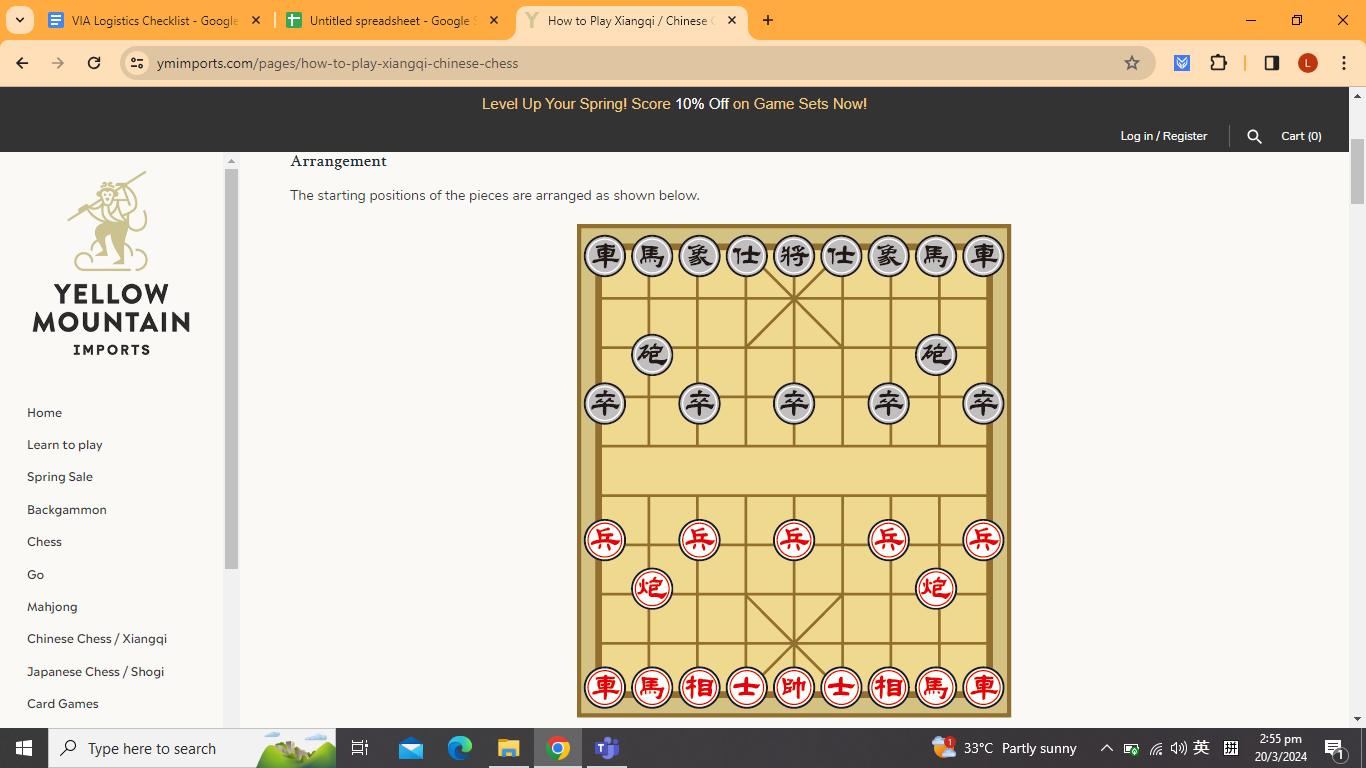 VIA Logistics Checklist - Google
Untitled spreadsheet - Google S
How to Play Xiangqi / Chinese C
ymimports.com/pages/how-to-play-xiangqi-chinese-chess
L
Level Up Your Spring! Score 10% Off on Game Sets Now!
Log in / Register
Cart (0)
YELLOW
MOUNTAIN
IMPORTS
Home
Learn to play
Spring Sale
Backgammon
Chess
Go
Mahjong
Chinese Chess / Xiangqi
Japanese Chess / Shogi
Card Games
Arrangement
The starting positions of the pieces are arranged as shown below.
車 馬 象 仕 將 仕 象 馬 車
砲 砲
卒 卒 卒 卒 卒
兵 兵 兵 兵 兵
炮 炮
車 馬 相 士 帥 士 相 馬 車
Type here to search
1
33°C Partly sunny
英
2:55 pm
20/3/2024
1